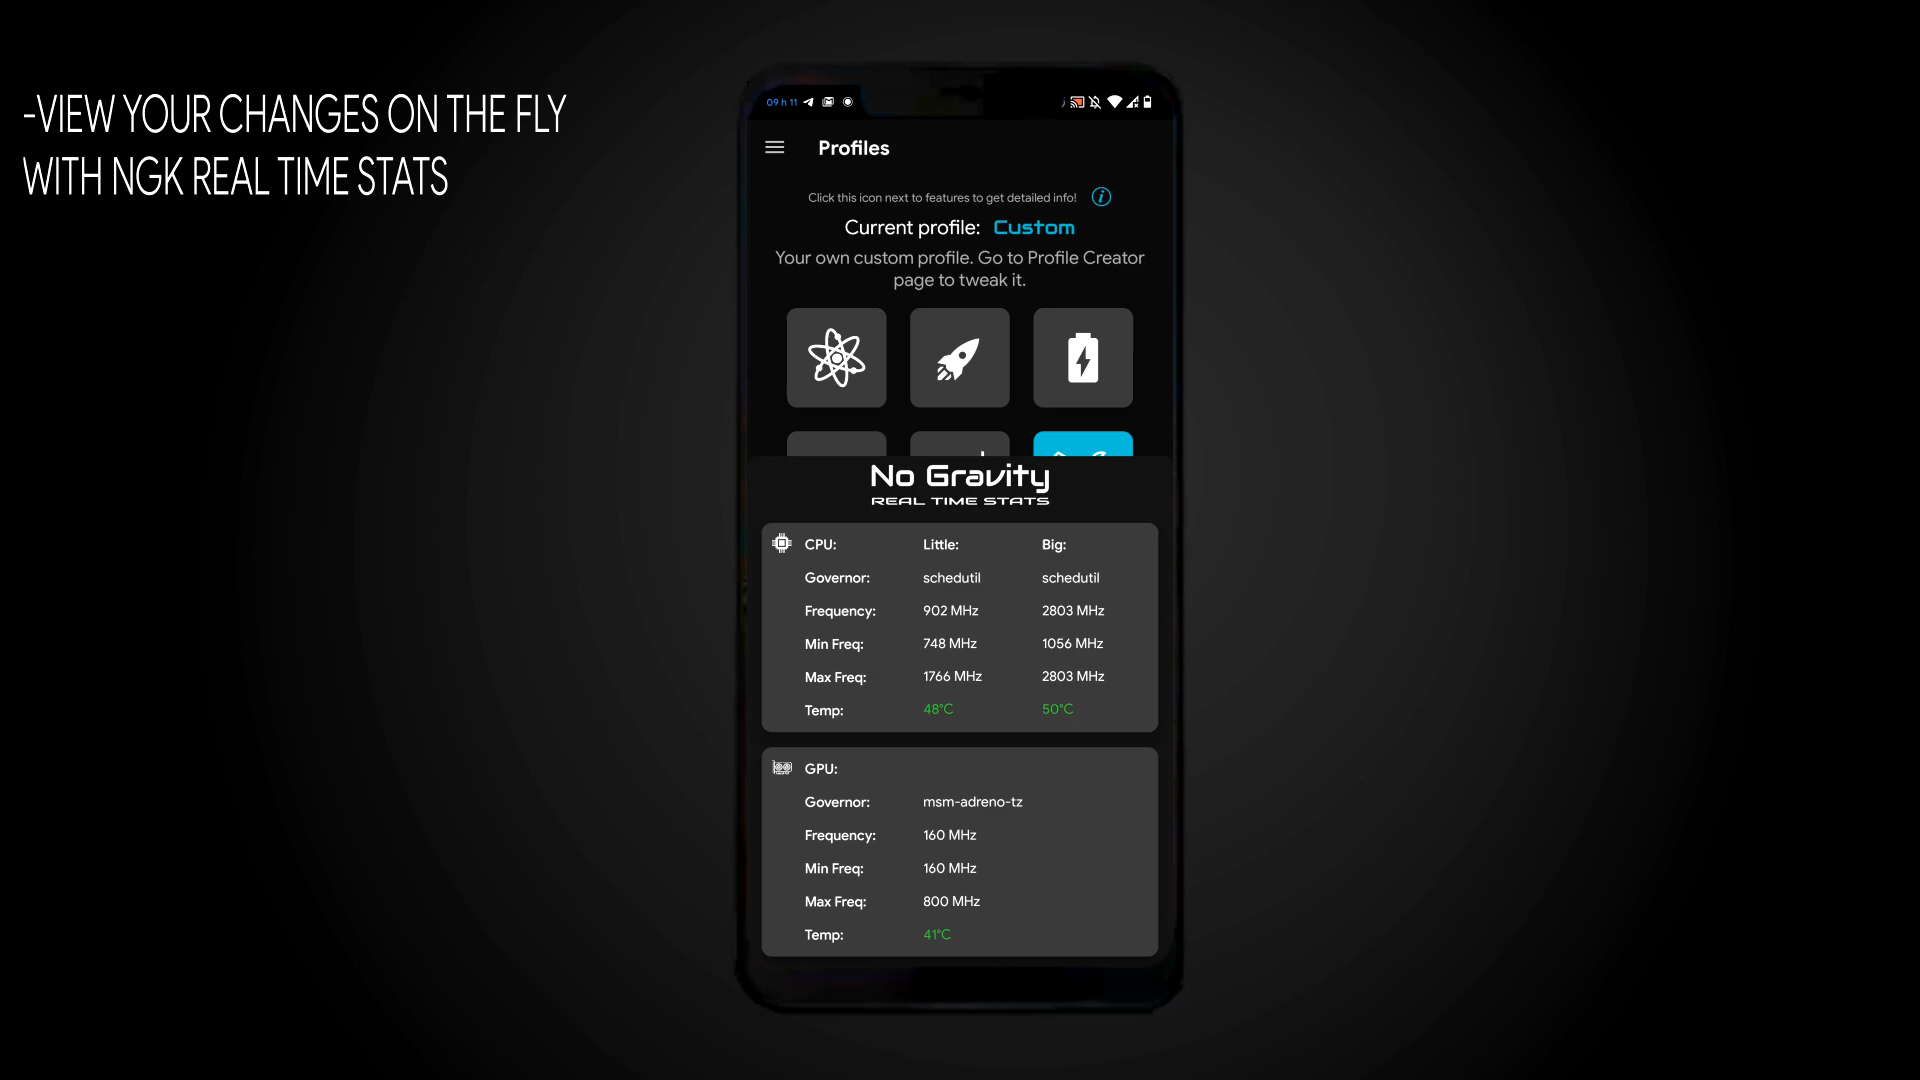 -VIEW YOUR CHANGES ON THE FLY
WITH NGK REAL TIME STATS
09 h 11
Profiles
Click this icon next to features to get detailed info! i
Current profile: Custom
Your own custom profile. Go to Profile Creator
page to tweak it.
No Gravity
REAL TIME STATS
CPU: Little: Big:
Governor: schedutil schedutil
Frequency: 902 MHz 2803 MHz
Min Freq: 748 MHz 1056 MHz
Max Freq: 1766 MHz 2803 MHz
Temp: 48°C 50°C
GPU:
Governor: msm-adreno-tz
Frequency: 160 MHz
Min Freq: 160 MHz
Max Freq: 800 MHz
Temp: 41°C